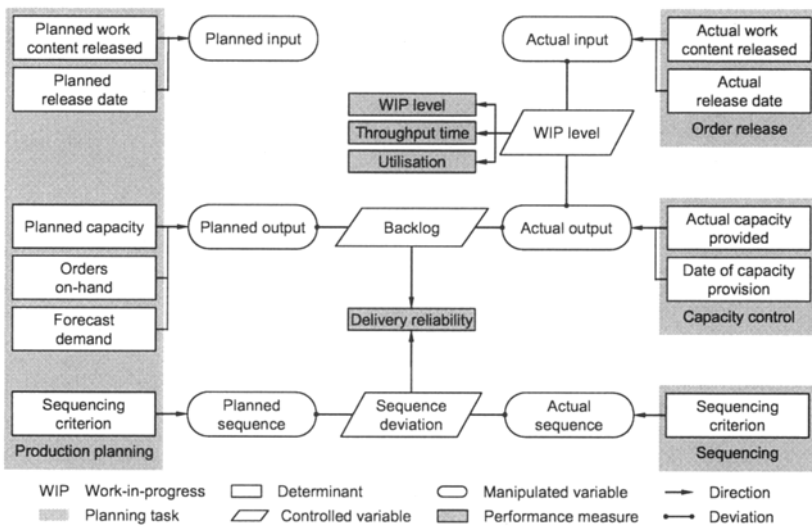 Planned work
content released
Planned input
Actual input
Actual work
content released
Planned
release date
Actual
release date
Order release
WIP level
Throughput time
Utilisation
WIP level
Planned capacity
Planned output
Backlog
Actual output
Actual capacity
provided
Orders
on-hand
Date of capacity
provision
Forecast
demand
Delivery reliability
Capacity control
Sequencing
criterion
Planned
sequence
Sequence
deviation
Actual
sequence
Sequencing
criterion
Production planning
Sequencing
WIP Work-in-progress
Determinant
Manipulated variable
Direction
Planning task
Controlled variable
Performance measure
Deviation